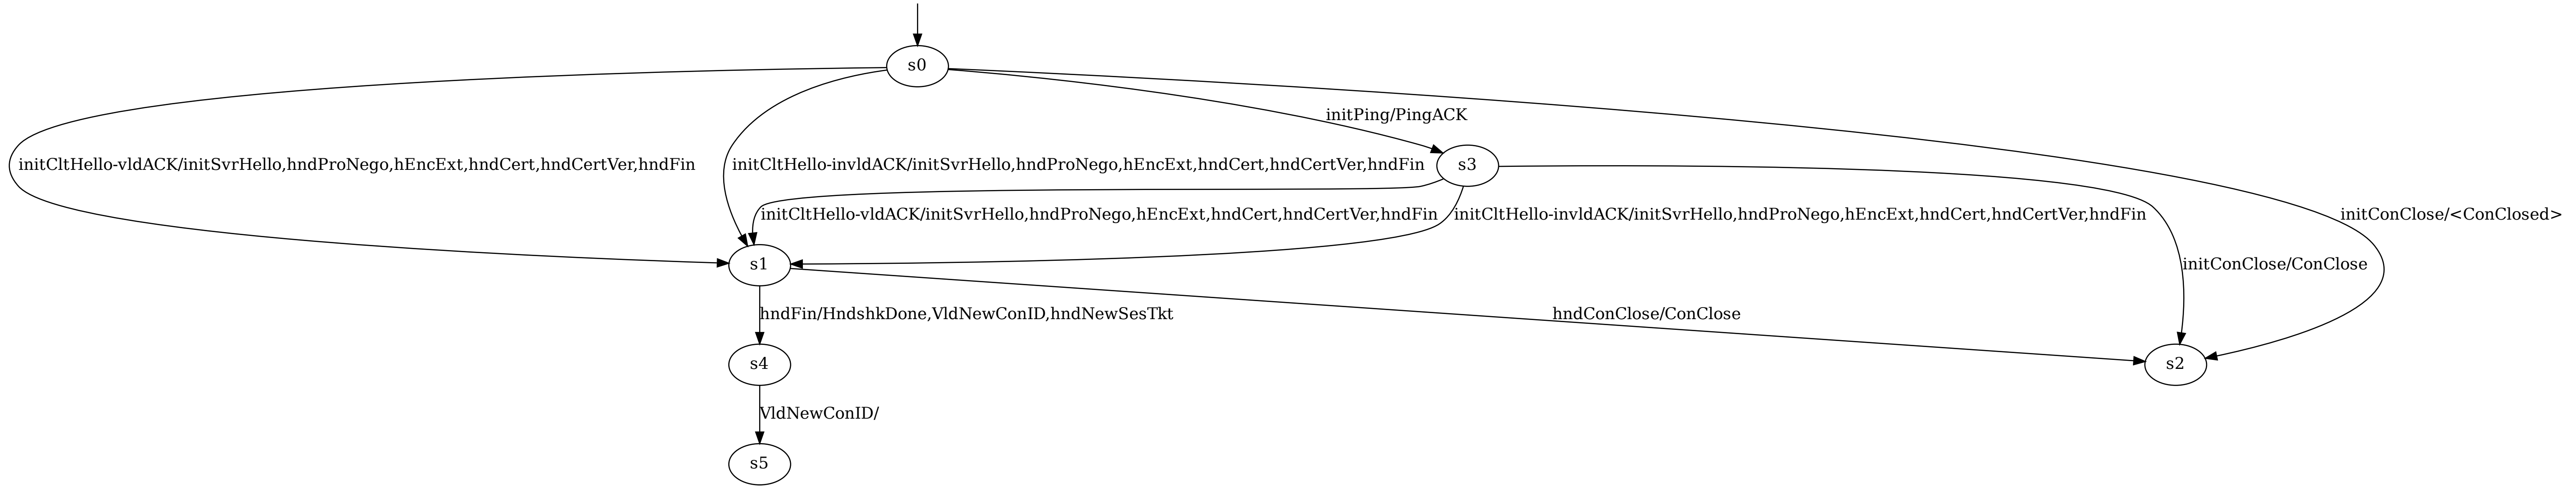 s0
initPing/PingACK
initCltHello-vldACK/initSvrHello,hndProNego,hEncExt,hndCert,hndCertVer,hndFin
initCltHello-invldACK/initSvrHello,hndProNego,hEncExt,hndCert,hndCertVer,hndFin
s3
initCltHello-vldACK/initSvrHello,hndProNego,hEncExt,hndCert,hndCertVer,hndFin
initCltHello-invldACK/initSvrHello,hndProNego,hEncExt,hndCert,hndCertVer,hndFin
initConClose/<ConClosed>
s1
initConClose/ConClose
hndFin/HndshkDone,VldNewConID,hndNewSesTkt
hndConClose/ConClose
s4
s2
VldNewConID/
s5